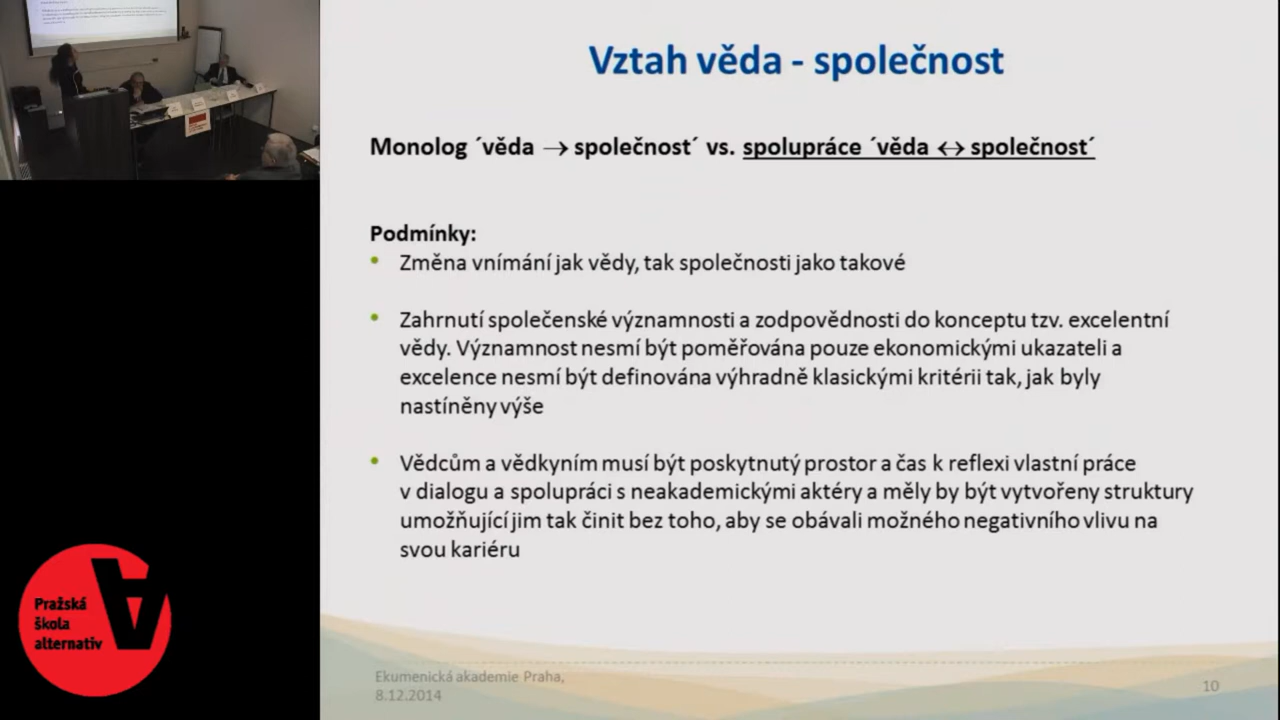 Vztah věda - společnost
Monolog ´věda → společnost´ vs. spolupráce ´věda ↔ společnost´
Podmínky:
• Změna vnímání jak vědy, tak společnosti jako takové
• Zahrnutí společenské významnosti a zodpovědnosti do konceptu tzv. excelentní
vědy. Významnost nesmí být poměřována pouze ekonomickými ukazateli a
excelence nesmí být definována výhradně klasickými kritérii tak, jak byly
nastíněny výše
• Vědcům a vědkyním musí být poskytnutý prostor a čas k reflexi vlastní práce
v dialogu a spolupráci s neakademickými aktéry a měly by být vytvořeny struktury
umožňující jim tak činit bez toho, aby se obávali možného negativního vlivu na
svou kariéru
Pražská
škola
alternativ
Ekumenická akademie Praha,
8.12.2014
10